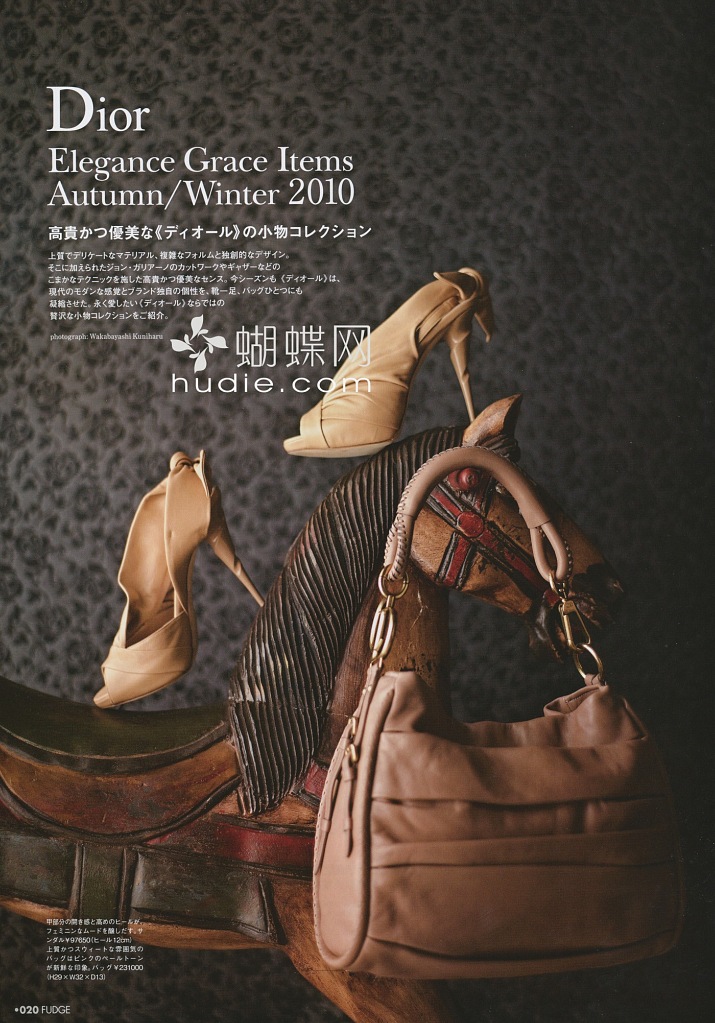 Dior
Elegance Grace Items
Autumn/Winter 2010
高貴かつ優美な《ディオール》の小物コレクション
上質でデリケートなマテリアル、複雑なフォルムと独創的なデザイン。
そこに加えられたジョン・ガリアーノのカットワークやギャザーなどの
こまかなテクニックを施した高貴かつ優美なセンス。今シーズンも《ディオール》は、
現代のモダンな感覚とブランド独自の個性を、靴一足、バッグひとつにも
凝縮させた。永く愛したい《ディオール》ならではの
贅沢な小物コレクションをご紹介。
photograph: Wakabayashi Kuniharu
蝴蝶网
hudie.com
甲部分の開き感と高めのヒールが、
フェミニンなムードを醸しだす。サ
ンダル¥97650(ヒール12cm)
上質かつスウィートな雰囲気の
バッグはピンクのペールトーン
が新鮮な印象。バッグ¥231000
(H29×W32×D13)
•020 FUDGE